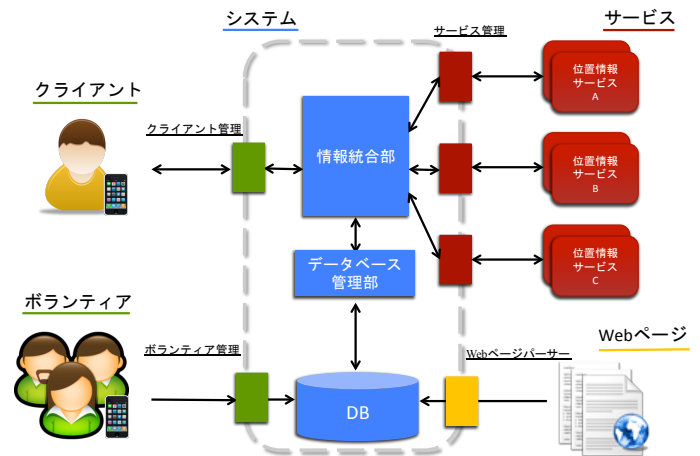 システム
サービス管理
サービス
クライアント
クライアント管理
情報統合部
位置情報
サービス
A
位置情報
サービス
B
位置情報
サービス
C
データベース
管理部
ボランティア
ボランティア管理
Webページパーサー
Webページ
DB